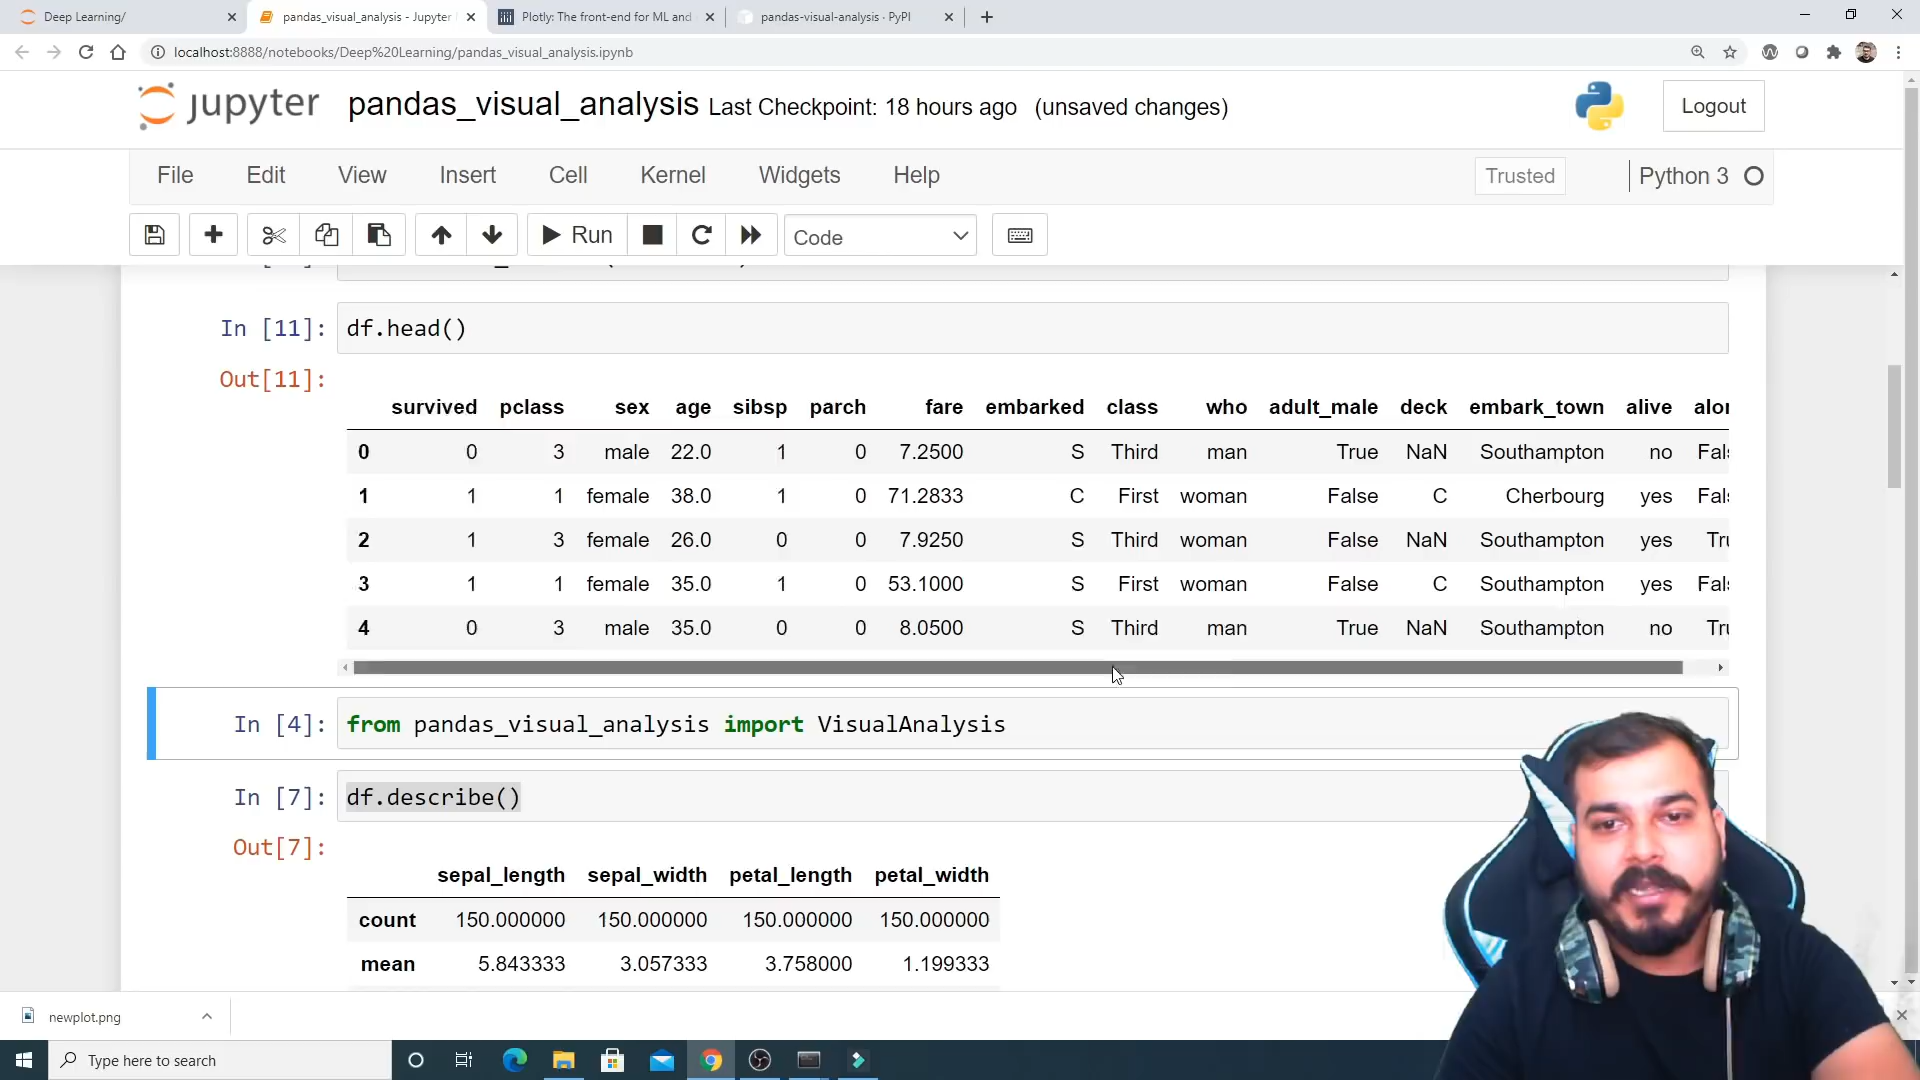 Deep Learning/
pandas_visual_analysis - Jupyter
Plotly: The front-end for ML and
pandas-visual-analysis · PyPI
localhost:8888/notebooks/Deep%20Learning/pandas_visual_analysis.ipynb
jupyter pandas_visual_analysis Last Checkpoint: 18 hours ago (unsaved changes)
Logout
File Edit View Insert Cell Kernel Widgets Help
Trusted
Python 3
Run
Code
In [11]: df.head()
Out[11]:
survived pclass sex age sibsp parch fare embarked class who adult_male deck embark_town alive alor
0 0 3 male 22.0 1 0 7.2500 S Third man True NaN Southampton no Fals
1 1 1 female 38.0 1 0 71.2833 C First woman False C Cherbourg yes Fals
2 1 3 female 26.0 0 0 7.9250 S Third woman False NaN Southampton yes Tru
3 1 1 female 35.0 1 0 53.1000 S First woman False C Southampton yes Fals
4 0 3 male 35.0 0 0 8.0500 S Third man True NaN Southampton no Tru
In [4]: from pandas_visual_analysis import VisualAnalysis
In [7]: df.describe()
Out[7]:
sepal_length sepal_width petal_length petal_width
count 150.000000 150.000000 150.000000 150.000000
mean 5.843333 3.057333 3.758000 1.199333
newplot.png
Type here to search